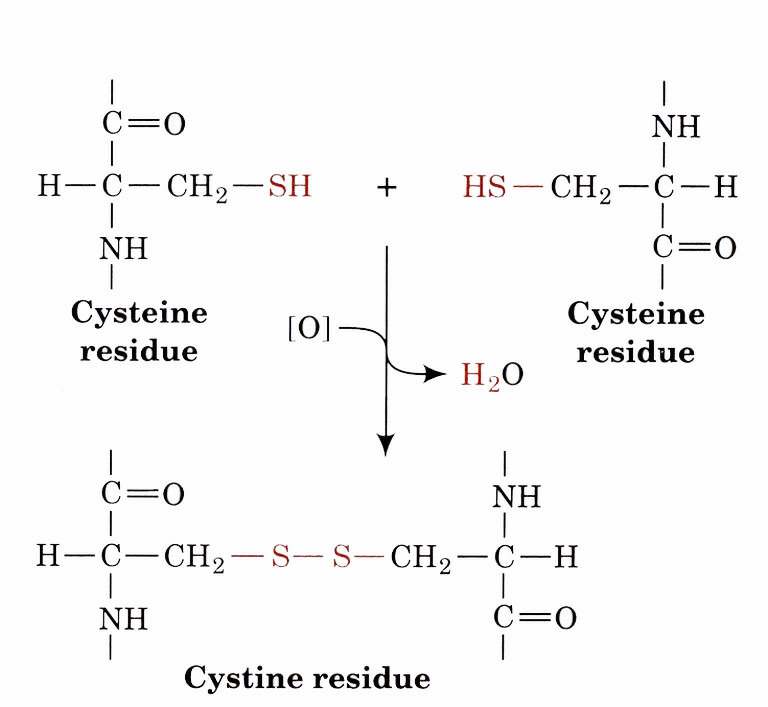 C=O NH
H—C—CH₂—SH + HS—CH₂—C—H
NH C=O
Cysteine
residue
Cysteine
residue
[O]
H₂O
C=O NH
H—C—CH₂—S—S—CH₂—C—H
NH C=O
Cystine residue